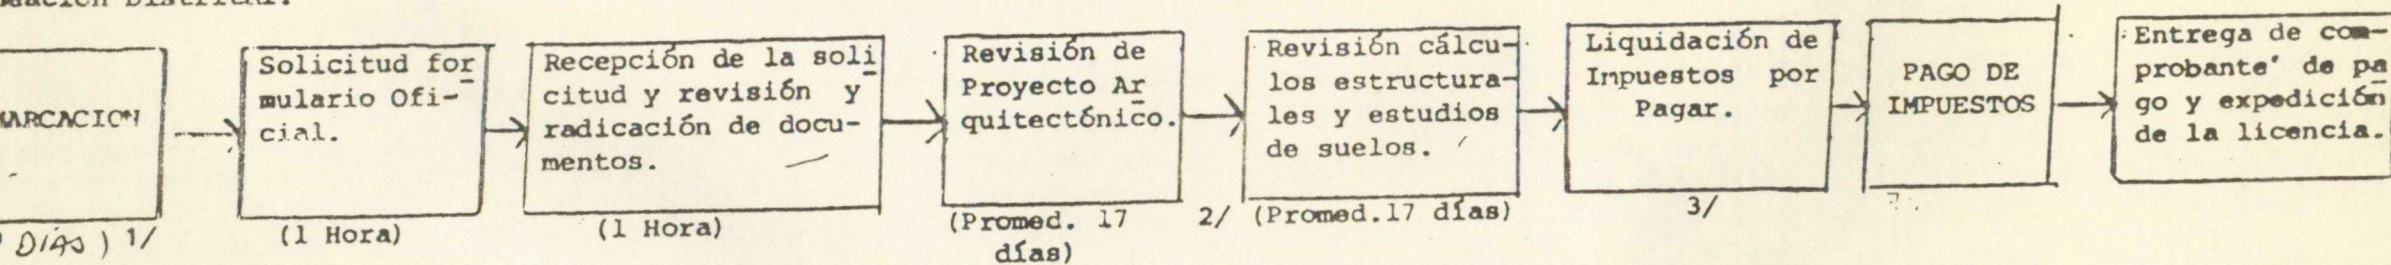 Solicitud for
mulario Ofi-
cial.
(1 Hora)
Recepción de la soli
citud y revisión y
radicación de docu-
mentos.
(1 Hora)
Revisión de
Proyecto Ar
quitectónico.
(Promed. 17
días)
2/
Revisión cálcu-
los estructura-
les y estudios
de suelos.
(Promed.17 días)
Liquidación de
Impuestos por
Pagar.
3/
PAGO DE
IMPUESTOS
Entrega de com-
probante de pa
go y expedición
de la licencia.
DIAS) 1/